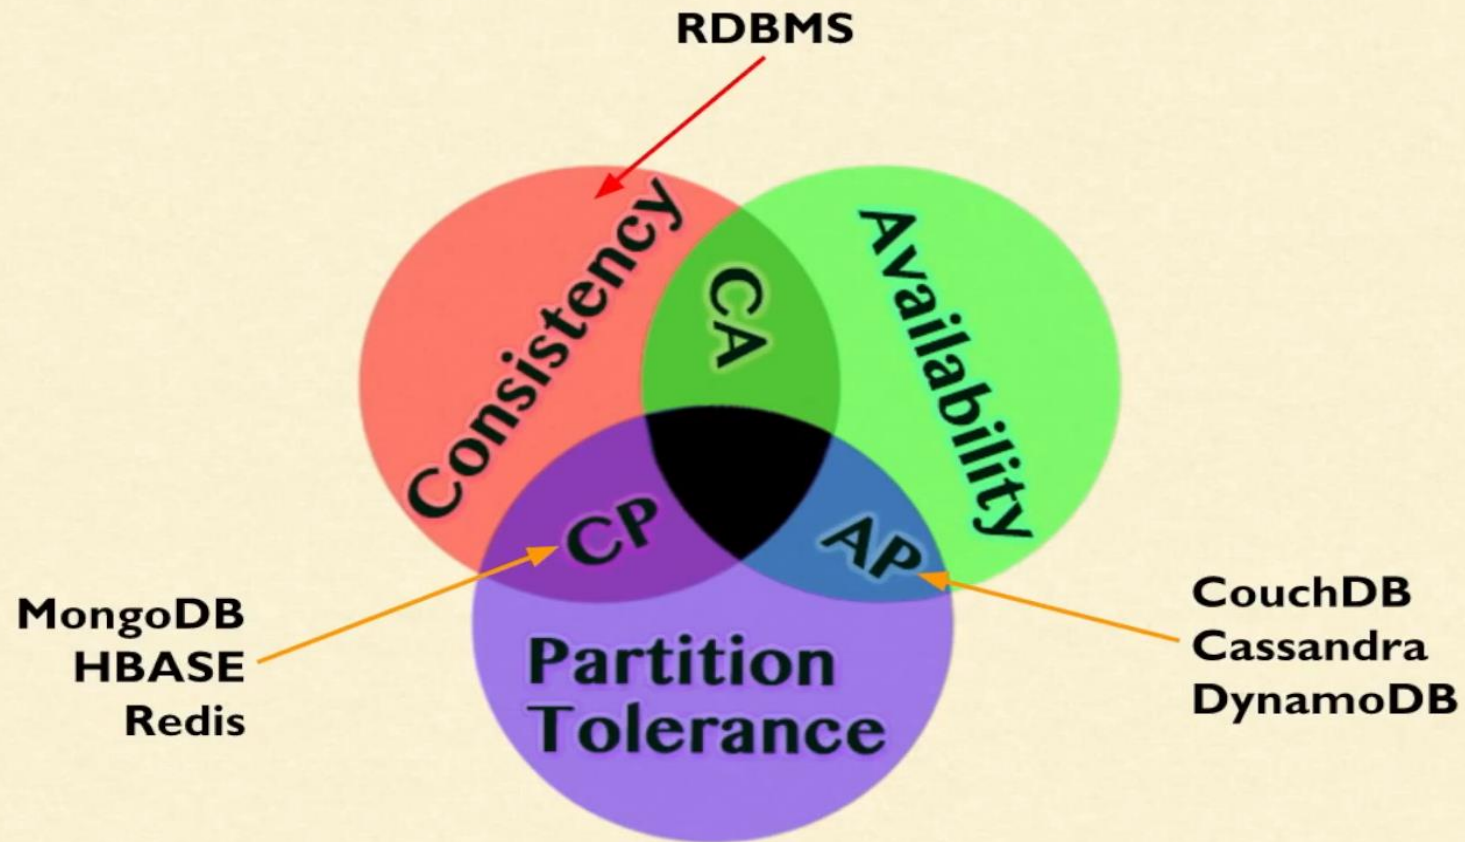 RDBMS
Consistency
CA
Availability
CP
AP
MongoDB
HBASE
Redis
Partition
Tolerance
CouchDB
Cassandra
DynamoDB